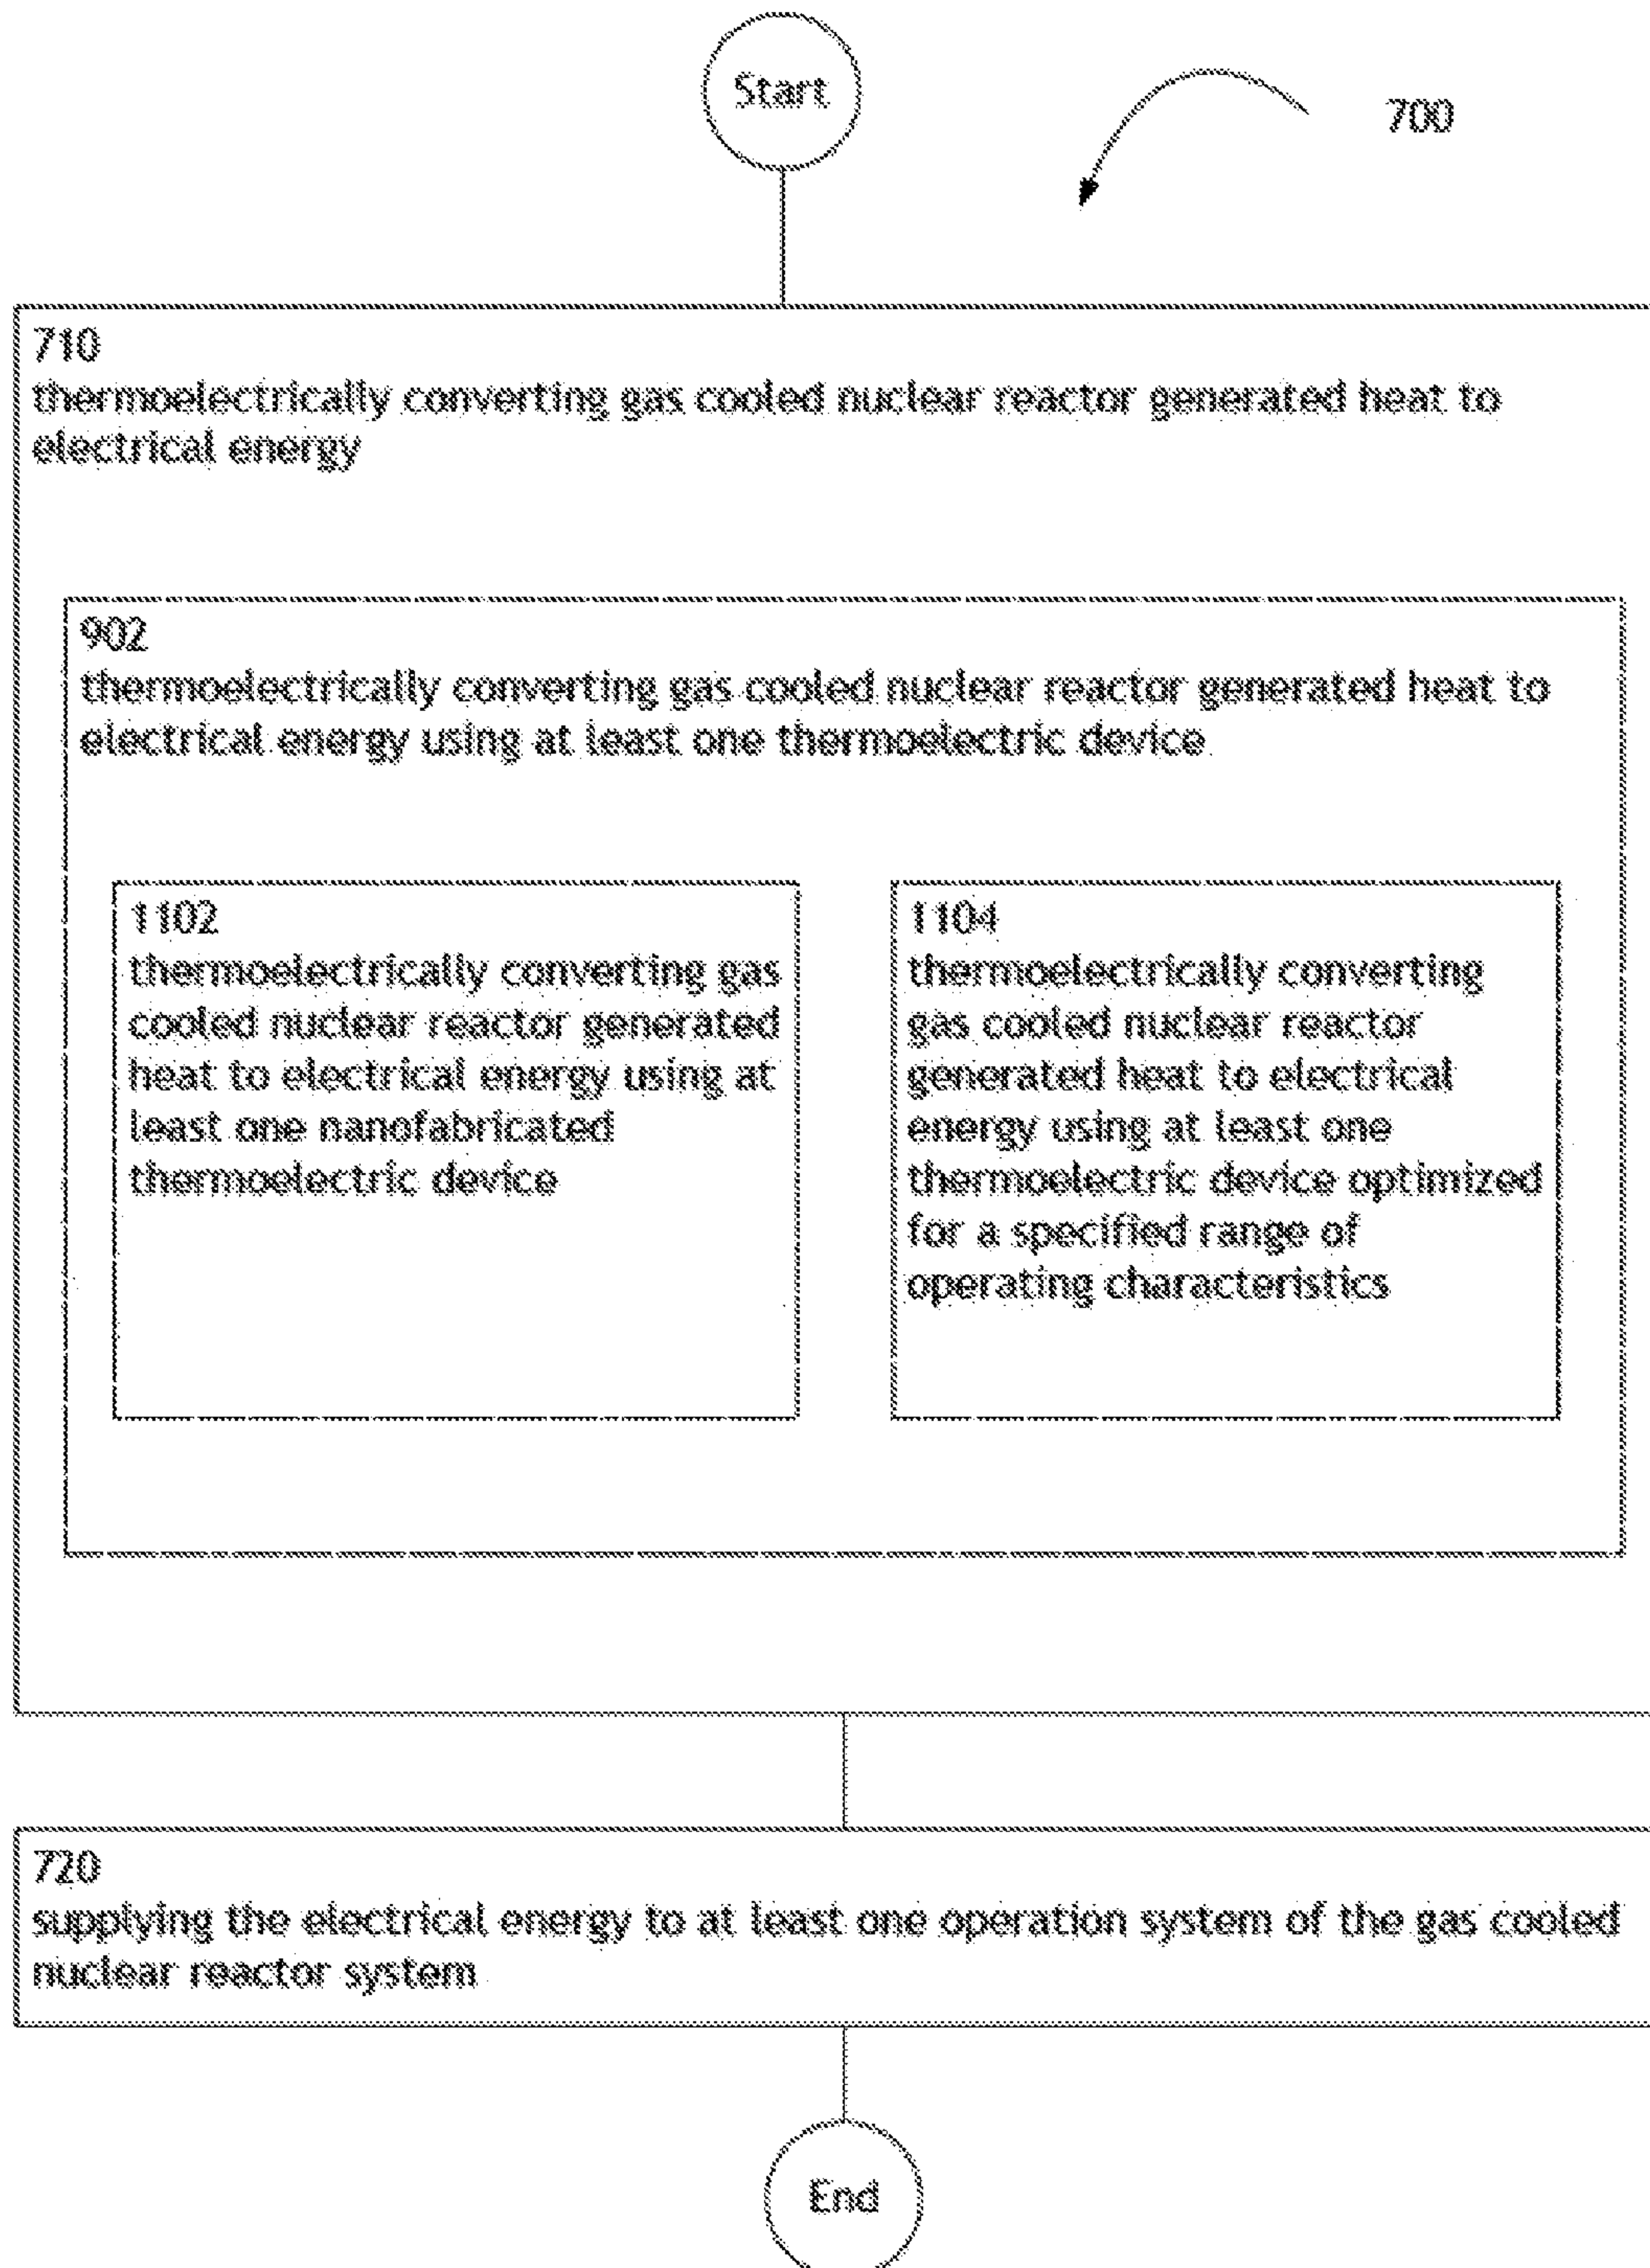 Start
700
710
thermoelectrically converting gas cooled nuclear reactor generated heat to
electrical energy
902
thermoelectrically converting gas cooled nuclear reactor generated heat to
electrical energy using at least one thermoelectric device
1102
thermoelectrically converting gas
cooled nuclear reactor generated
heat to electrical energy using at
least one nanofabricated
thermoelectric device
1104
thermoelectrically converting
gas cooled nuclear reactor
generated heat to electrical
energy using at least one
thermoelectric device optimized
for a specified range of
operating characteristics
720
supplying the electrical energy to at least one operation system of the gas cooled
nuclear reactor system
End